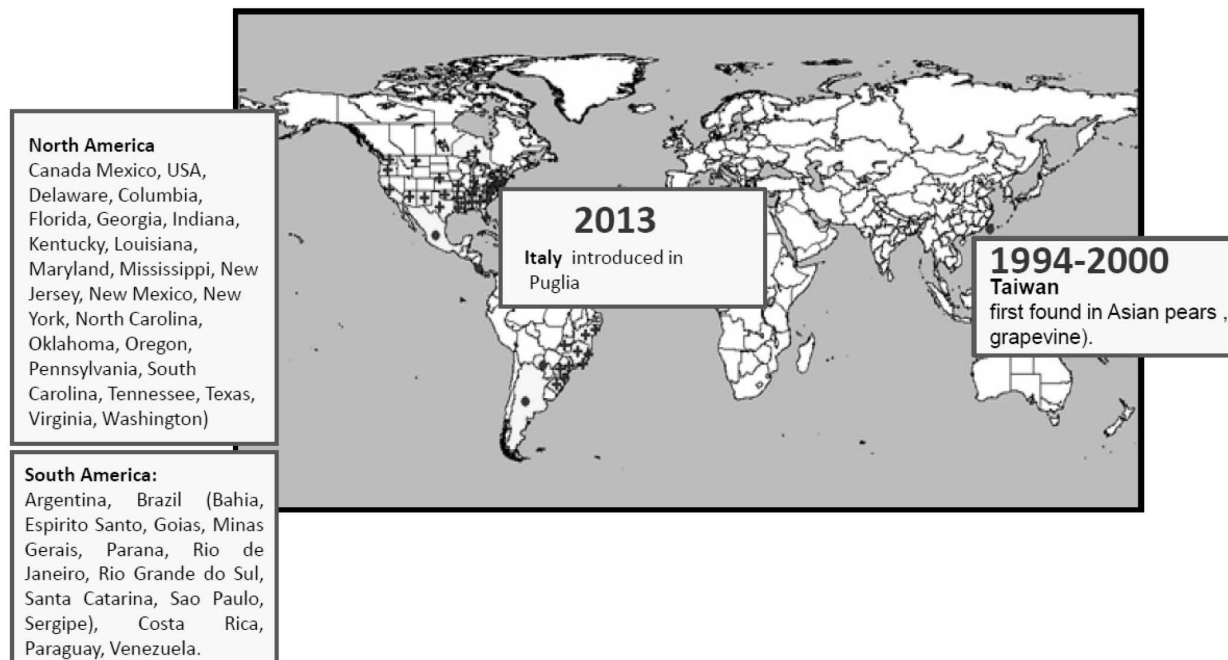 North America
Canada Mexico, USA,
Delaware, Columbia,
Florida, Georgia, Indiana,
Kentucky, Louisiana,
Maryland, Mississippi, New
Jersey, New Mexico, New
York, North Carolina,
Oklahoma, Oregon,
Pennsylvania, South
Carolina, Tennessee, Texas,
Virginia, Washington)
South America:
Argentina, Brazil (Bahia,
Espirito Santo, Goias, Minas
Gerais, Parana, Rio de
Janeiro, Rio Grande do Sul,
Santa Catarina, Sao Paulo,
Sergipe), Costa Rica,
Paraguay, Venezuela.
2013
Italy introduced in
Puglia
1994-2000
Taiwan
first found in Asian pears ,
grapevine).